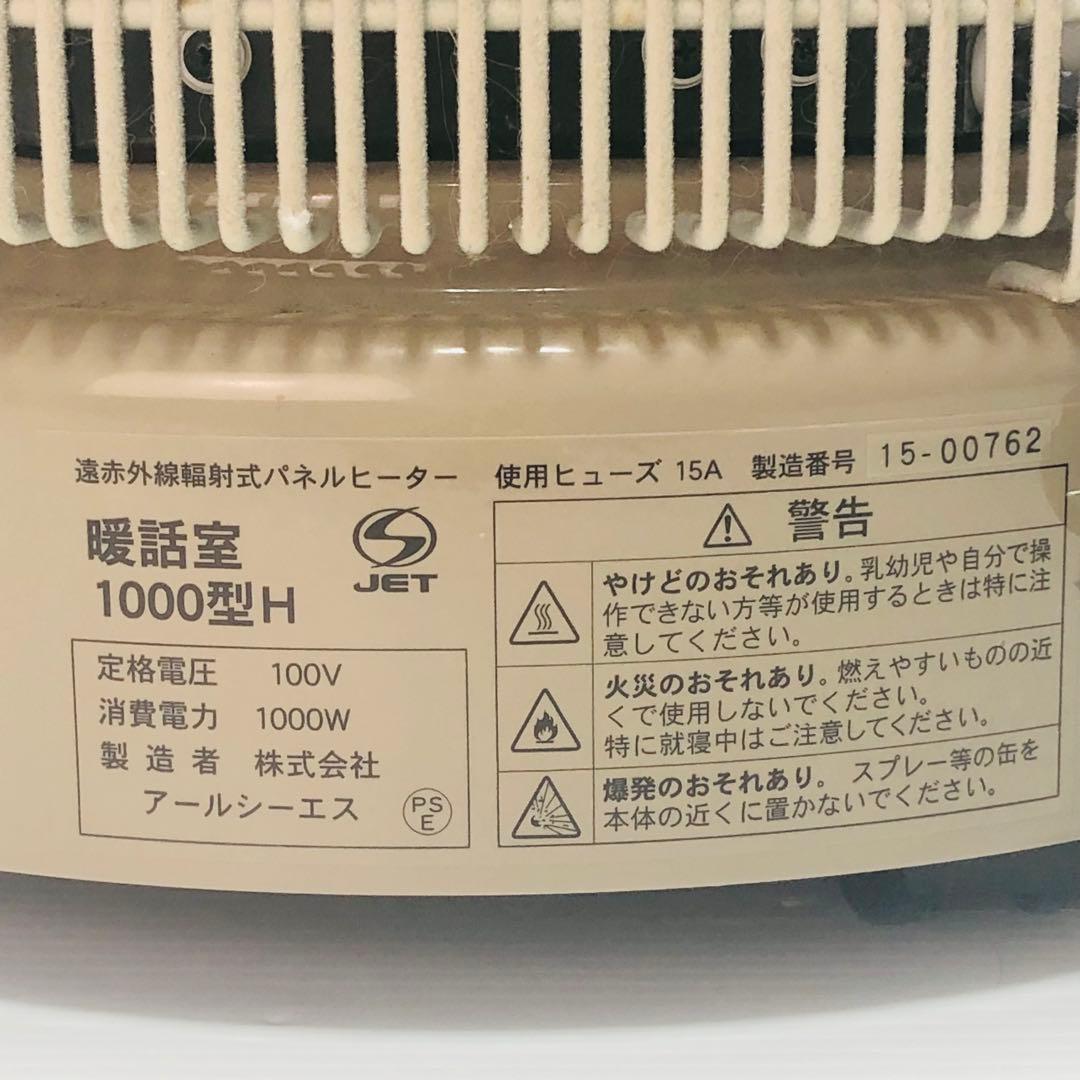 遠赤外線輻射式パネルヒーター
暖話室
1000型H
JET
定格電圧 100V
消費電力 1000W
製造者 株式会社
アールシーエス
PS
E
使用ヒューズ 15A 製造番号 15-00762
警告
やけどのおそれあり。乳幼児や自分で操
作できない方等が使用するときは特に注
意してください。
火災のおそれあり。燃えやすいものの近
くで使用しないでください。
特に就寝中はご注意してください。
爆発のおそれあり。 スプレー等の缶を
本体の近くに置かないでください。